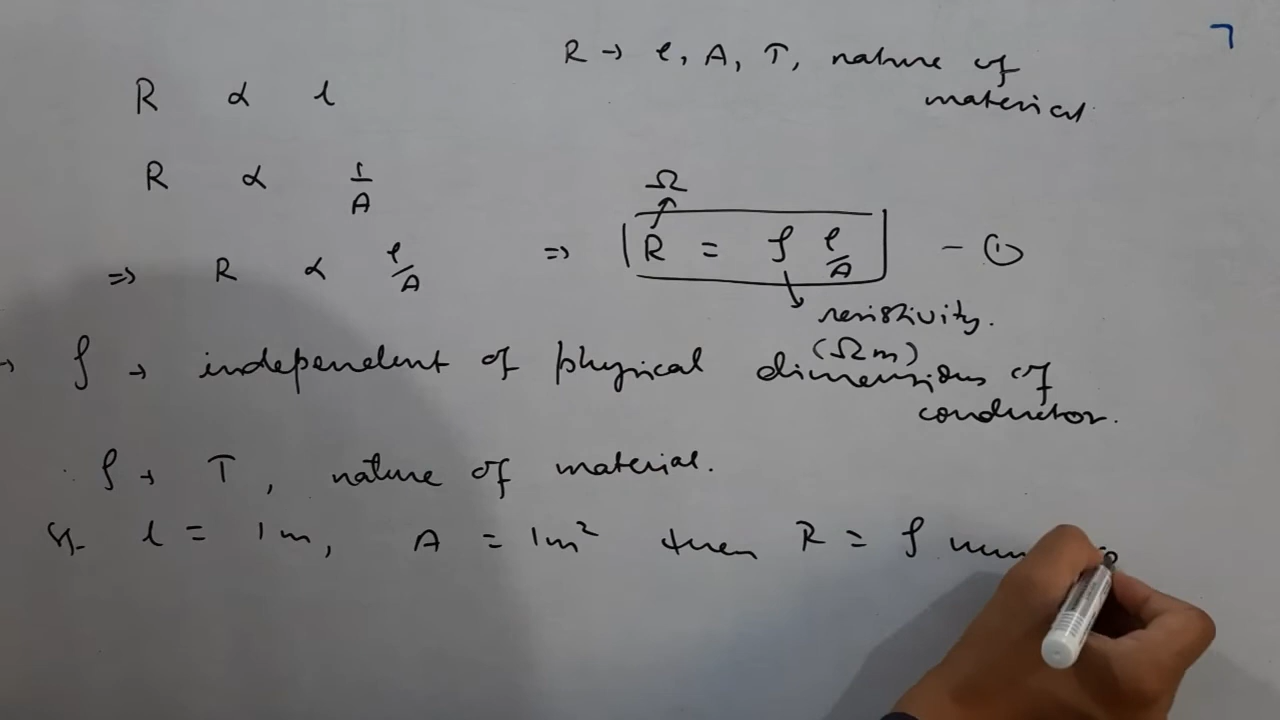 R → l, A, T, nature of
material
R ∝ l
R ∝ 1/A
Ω
⇒ R ∝ l/A ⇒ R = ρ l/A - ①
resistivity.
(Ωm)
→ ρ → independent of physical dimensions of
conductor.
ρ → T, nature of material.
If l = 1m, A = 1m² then R = ρ